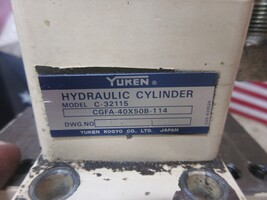 YUKEN
HYDRAULIC CYLINDER
MODEL C-32115
CGFA-40X50B-114
DWG.NO
YUKEN KOGYO CO., LTD. JAPAN